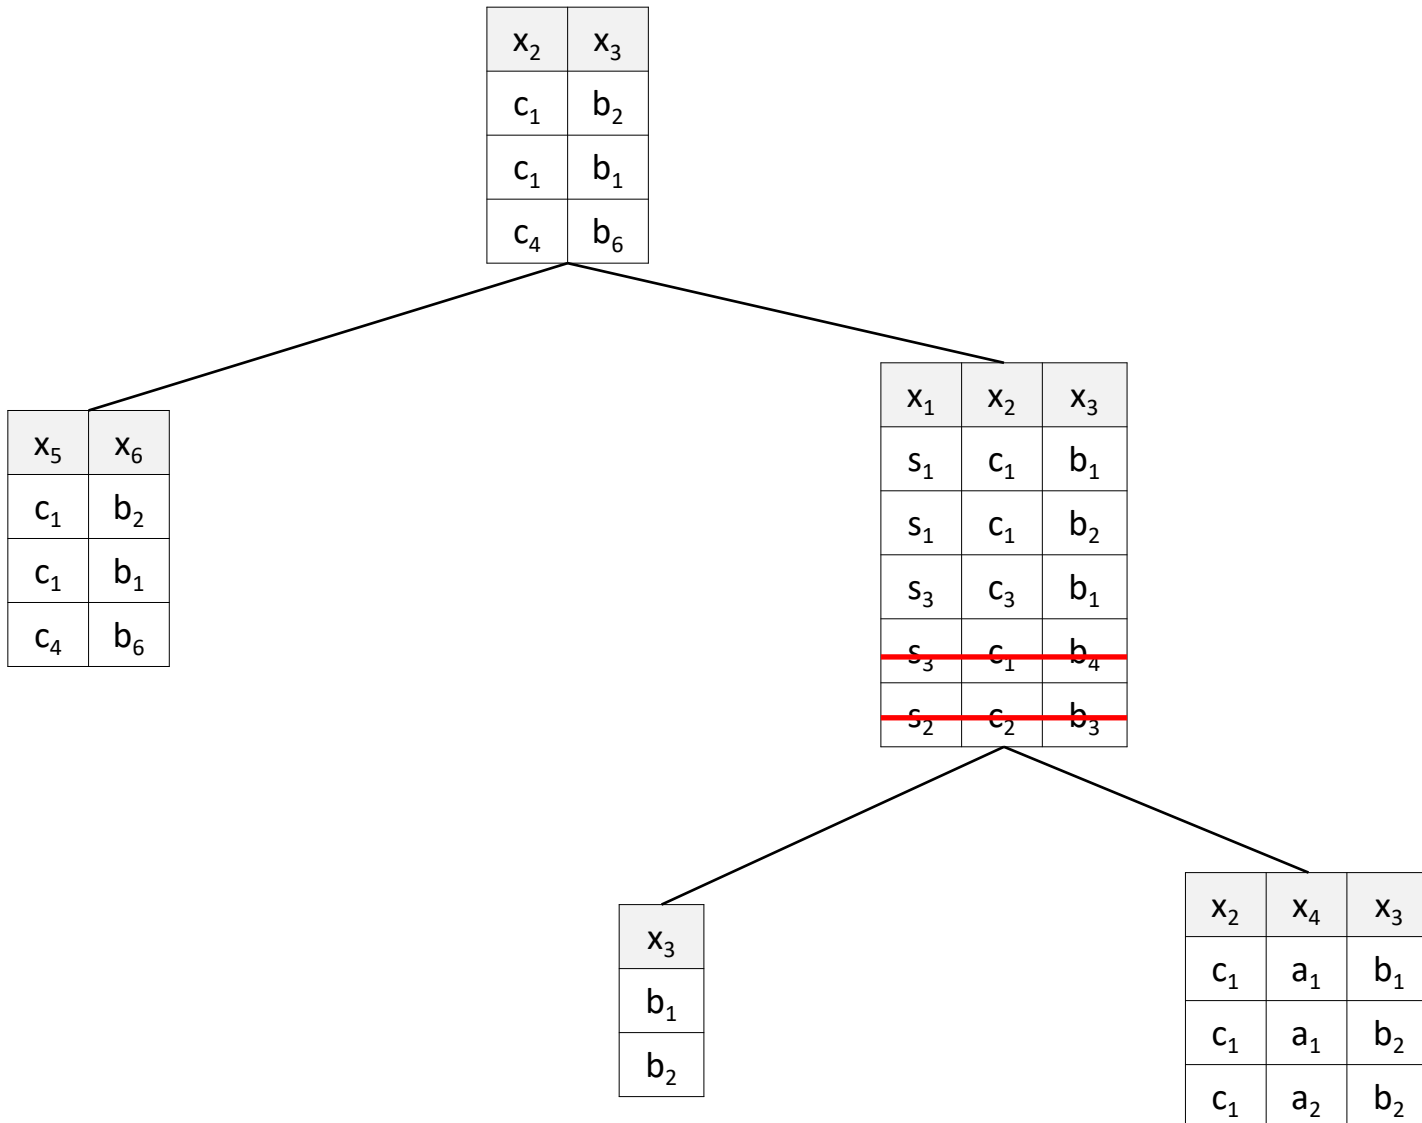 x₂ x₃
c₁ b₂
c₁ b₁
c₄ b₆
x₅ x₆
c₁ b₂
c₁ b₁
c₄ b₆
x₁ x₂ x₃
s₁ c₁ b₁
s₁ c₁ b₂
s₃ c₃ b₁
s₃ c₁ b₄
s₂ c₂ b₃
x₃
b₁
b₂
x₂ x₄ x₃
c₁ a₁ b₁
c₁ a₁ b₂
c₁ a₂ b₂